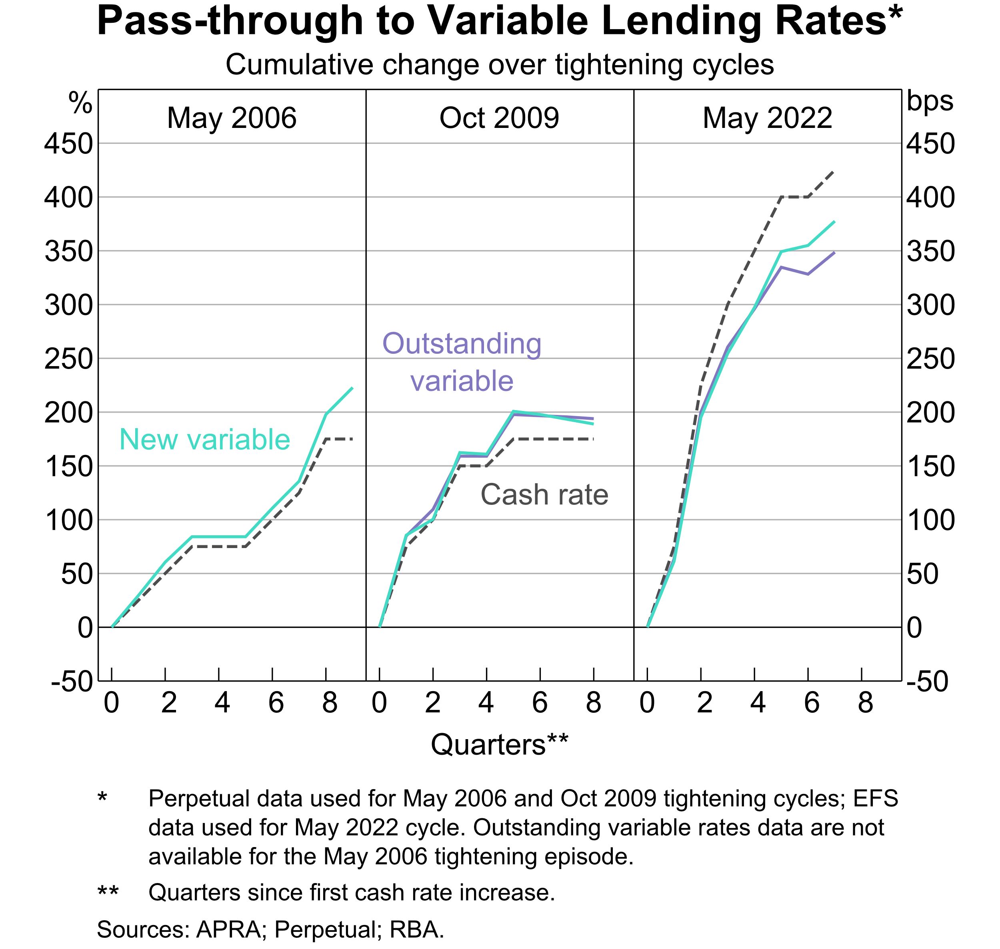 Pass-through to Variable Lending Rates*
Cumulative change over tightening cycles
% bps
May 2006 Oct 2009 May 2022
450 450
400 400
350 350
300 300
Outstanding
variable
250 250
200 200
New variable
150 150
Cash rate
100 100
50 50
0 0
-50 -50
0 2 4 6 8 0 2 4 6 8 0 2 4 6 8
Quarters**
* Perpetual data used for May 2006 and Oct 2009 tightening cycles; EFS
data used for May 2022 cycle. Outstanding variable rates data are not
available for the May 2006 tightening episode.
** Quarters since first cash rate increase.
Sources: APRA; Perpetual; RBA.